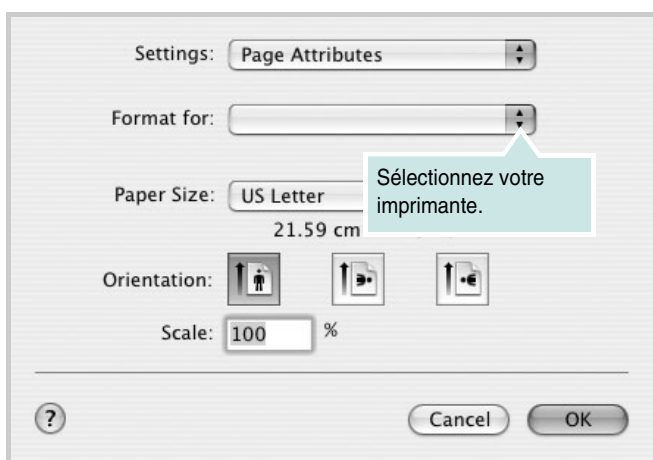 Settings: Page Attributes
Format for:
Sélectionnez votre
imprimante.
Paper Size: US Letter
21.59 cm
Orientation:
Scale: 100 %
? Cancel OK